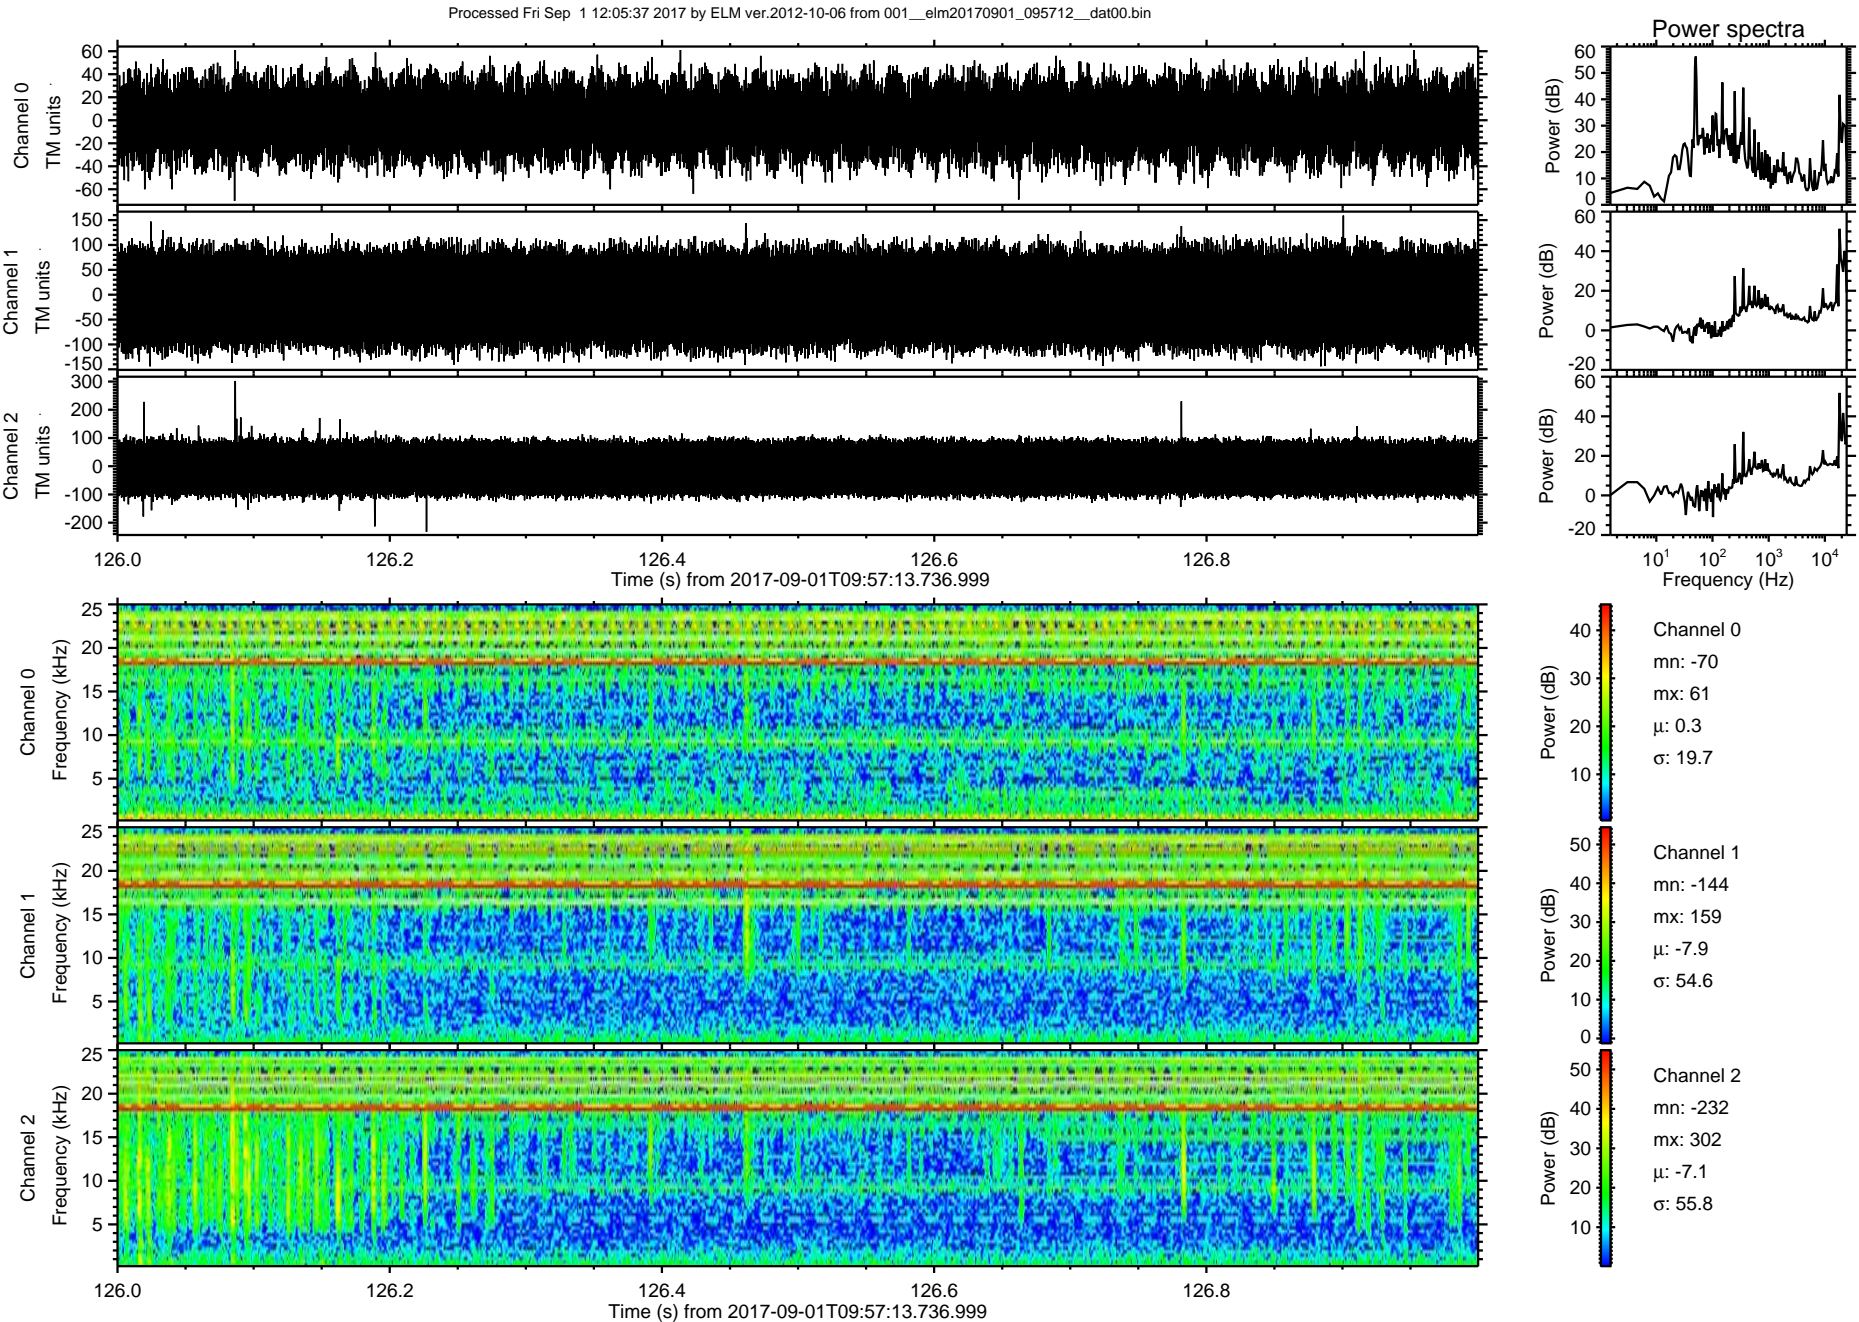 Processed Fri Sep  1 12:05:37 2017 by ELM ver.2012-10-06 from 001__elm20170901_095712__dat00.bin
Power spectra
Channel 0
TM units
60
40
20
0
-20
-40
-60
Power (dB)
60
50
40
30
20
10
0
Channel 1
TM units
150
100
50
0
-50
-100
-150
Power (dB)
60
40
20
0
-20
Channel 2
TM units
300
200
100
0
-100
-200
Power (dB)
60
40
20
0
-20
126.0 126.2 126.4 126.6 126.8
Time (s) from 2017-09-01T09:57:13.736.999
10^1 10^2 10^3 10^4
Frequency (Hz)
Channel 0
Frequency (kHz)
25
20
15
10
5
Power (dB)
40
30
20
10
Channel 0
mn: -70
mx: 61
μ: 0.3
σ: 19.7
Channel 1
Frequency (kHz)
25
20
15
10
5
Power (dB)
50
40
30
20
10
0
Channel 1
mn: -144
mx: 159
μ: -7.9
σ: 54.6
Channel 2
Frequency (kHz)
25
20
15
10
5
Power (dB)
50
40
30
20
10
Channel 2
mn: -232
mx: 302
μ: -7.1
σ: 55.8
126.0 126.2 126.4 126.6 126.8
Time (s) from 2017-09-01T09:57:13.736.999